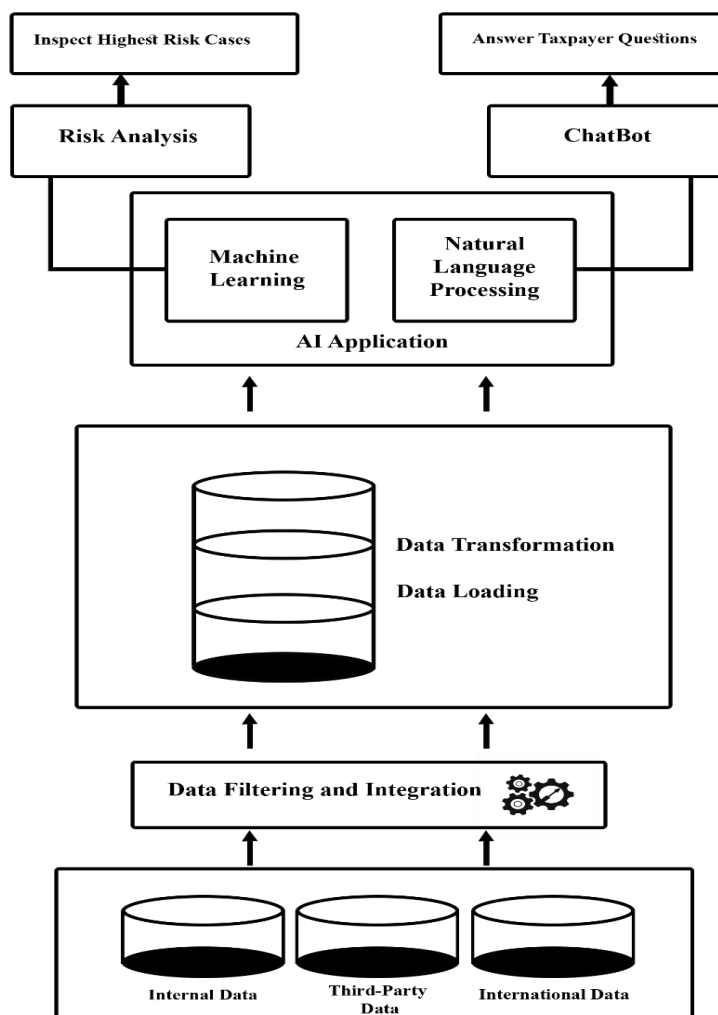 Inspect Highest Risk Cases
Answer Taxpayer Questions
Risk Analysis
ChatBot
Machine
Learning
Natural
Language
Processing
AI Application
Data Transformation
Data Loading
Data Filtering and Integration
Internal Data
Third-Party
Data
International Data